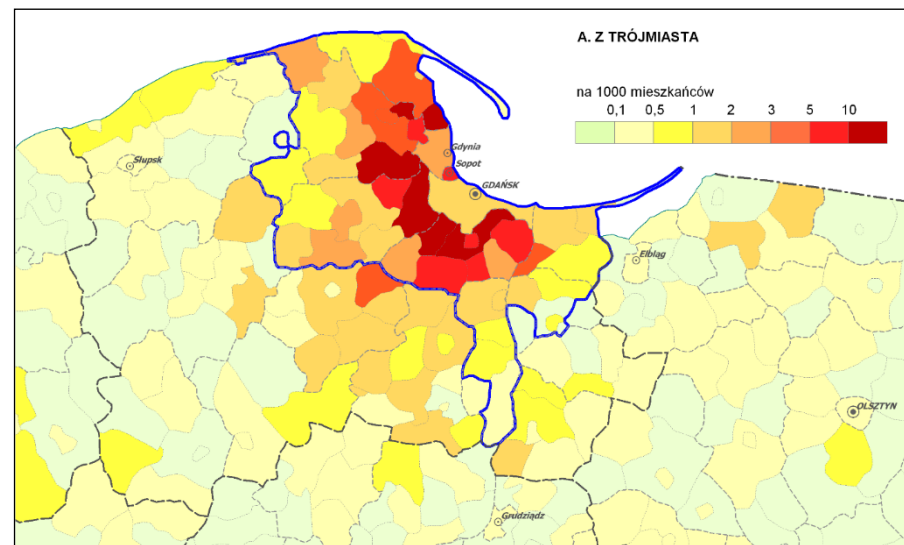 A. Z TRÓJMIASTA
na 1000 mieszkańców
0,1 0,5 1 2 3 5 10
Słupsk
Gdynia
Sopot
GDAŃSK
Elbląg
OLSZTYN
Grudziądz